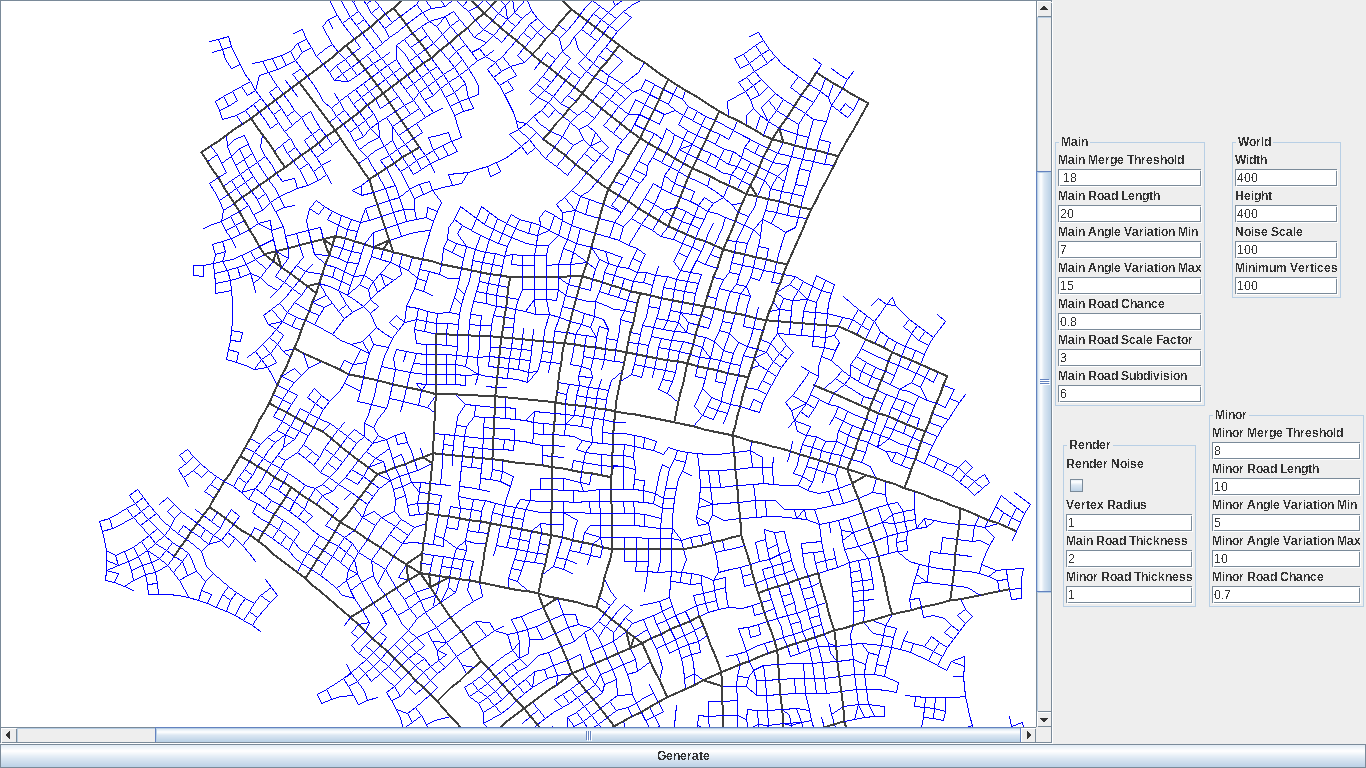 Main
Main Merge Threshold
18
Main Road Length
20
Main Angle Variation Min
7
Main Angle Variation Max
15
Main Road Chance
0.8
Main Road Scale Factor
3
Main Road Subdivision
6
World
Width
400
Height
400
Noise Scale
100
Minimum Vertices
100
Render
Render Noise
Vertex Radius
1
Main Road Thickness
2
Minor Road Thickness
1
Minor
Minor Merge Threshold
8
Minor Road Length
10
Minor Angle Variation Min
5
Minor Angle Variation Max
10
Minor Road Chance
0.7
Generate